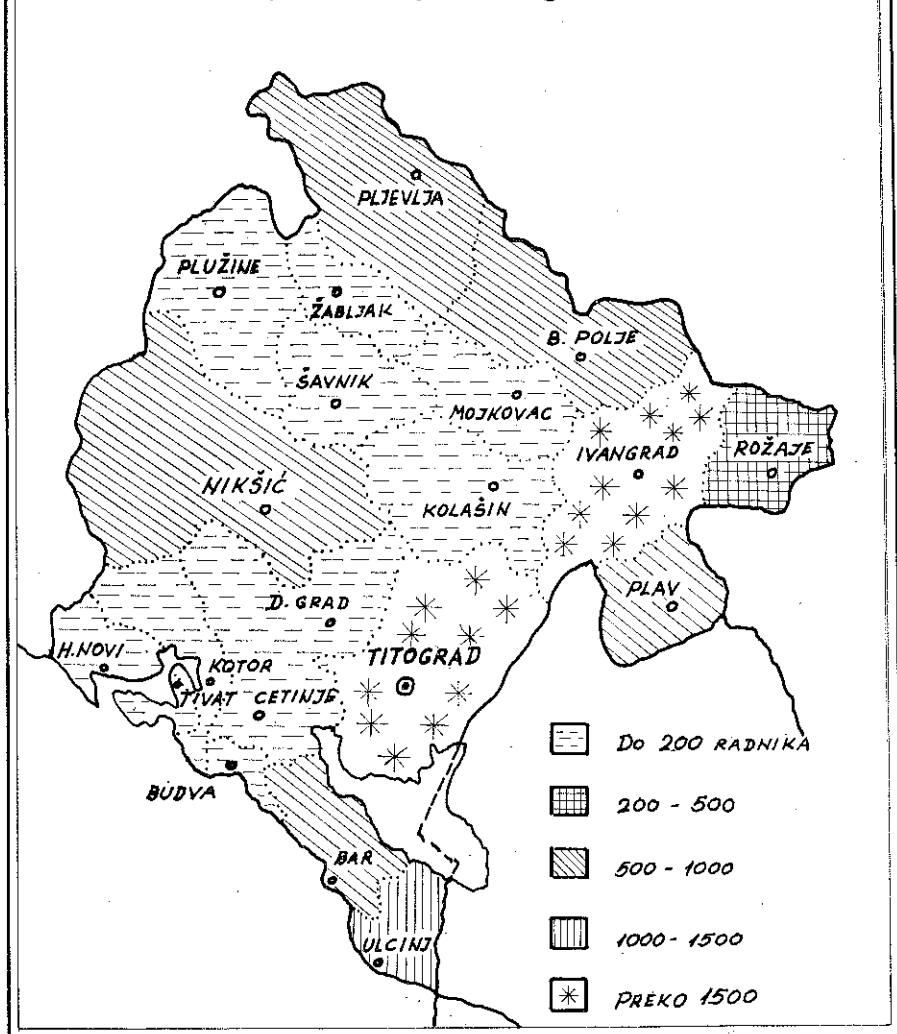 PLJEVLJA
PLUŽINE
ŽABLJAK
B. POLJE
ŠAVNIK
MOJKOVAC
IVANGRAD
ROŽAJE
NIKŠIĆ
KOLAŠIN
PLAV
D. GRAD
H. NOVI
KOTOR
TITOGRAD
TIVAT
CETINJE
BUDVA
BAR
ULCINJ
DO 200 RADNIKA
200 - 500
500 - 1000
1000 - 1500
PREKO 1500